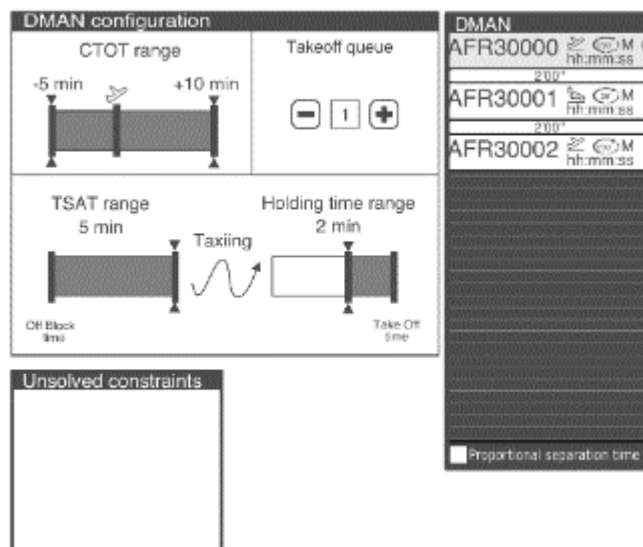 DMAN configuration
CTOT range
-5 min
+10 min
Takeoff queue
1
TSAT range
5 min
Taxiing
Holding time range
2 min
Off Block
time
Take Off
time
Unsolved constraints
DMAN
AFR30000 M
hh:mm:ss
2'00"
AFR30001 M
hh:mm:ss
2'00"
AFR30002 M
hh:mm:ss
Proportional separation time